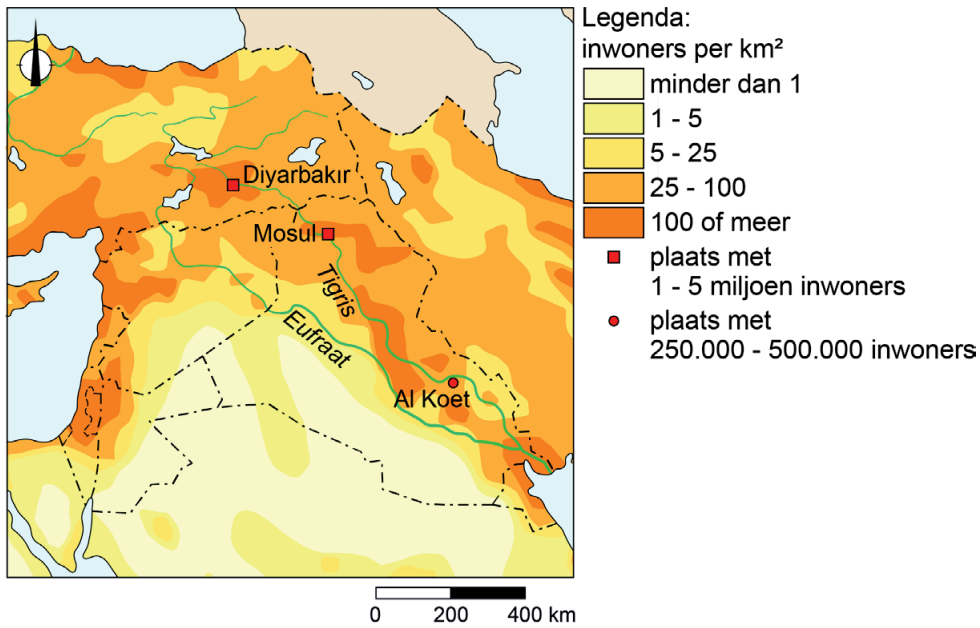 Legenda:
inwoners per km²
minder dan 1
1 - 5
5 - 25
25 - 100
100 of meer
plaats met
1 - 5 miljoen inwoners
plaats met
250.000 - 500.000 inwoners
Diyarbakır
Mosul
Tigris
Eufraat
Al Koet
0 200 400 km